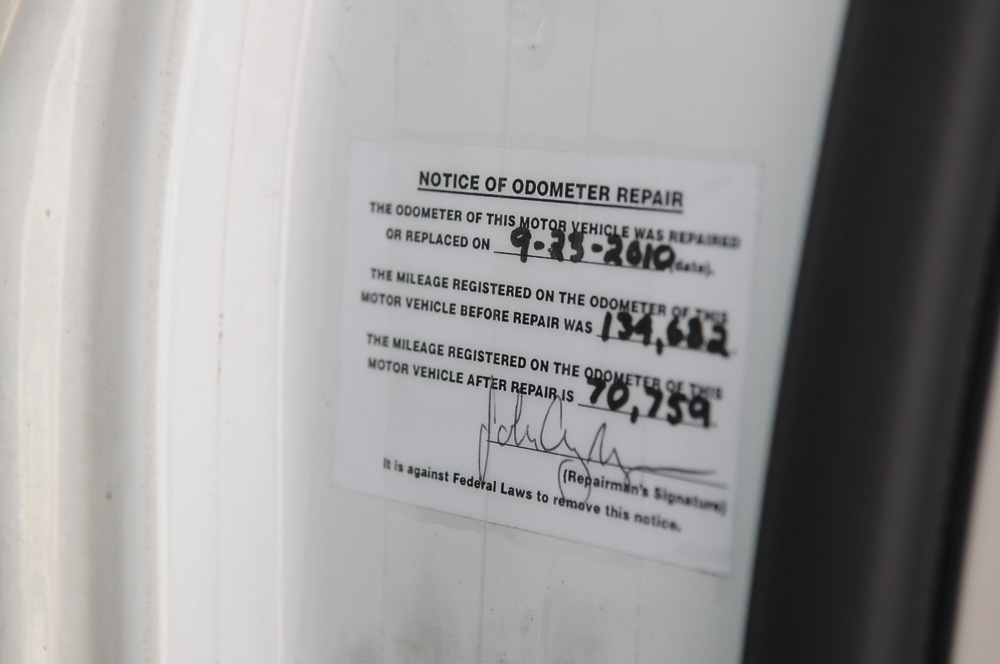 NOTICE OF ODOMETER REPAIR
THE ODOMETER OF THIS MOTOR VEHICLE WAS REPAIRED
OR REPLACED ON 9-23-2010 (date).
THE MILEAGE REGISTERED ON THE ODOMETER OF THIS
MOTOR VEHICLE BEFORE REPAIR WAS 134,682
THE MILEAGE REGISTERED ON THE ODOMETER OF THIS
MOTOR VEHICLE AFTER REPAIR IS 70,759
(Repairman's Signature)
It is against Federal Laws to remove this notice.